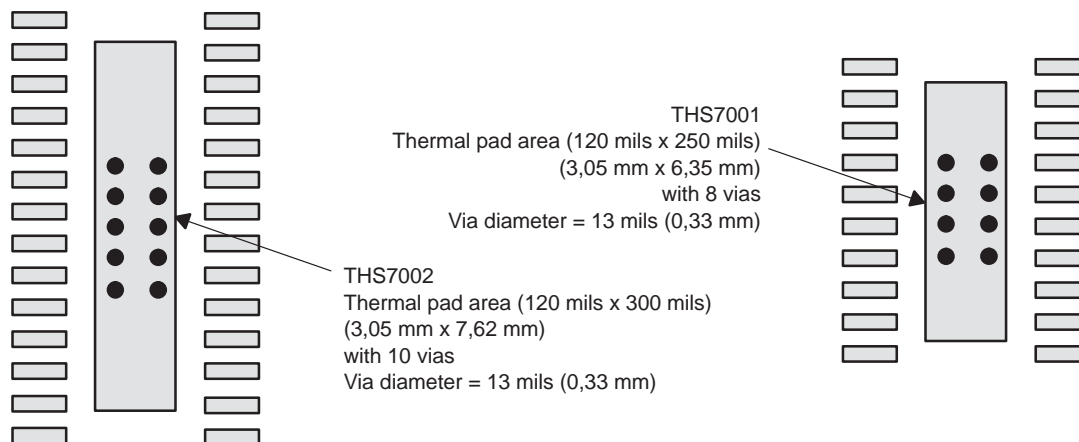 THS7001
Thermal pad area (120 mils x 250 mils)
(3,05 mm x 6,35 mm)
with 8 vias
Via diameter = 13 mils (0,33 mm)
THS7002
Thermal pad area (120 mils x 300 mils)
(3,05 mm x 7,62 mm)
with 10 vias
Via diameter = 13 mils (0,33 mm)